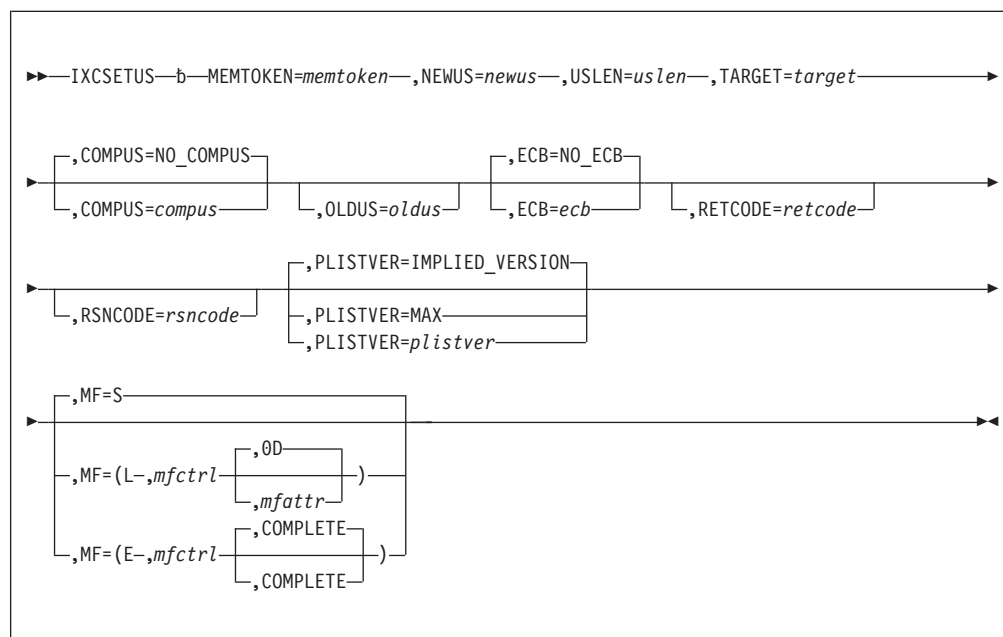 IXCSETUS ƀ MEMTOKEN=memtoken ,NEWUS=newus ,USLEN=uslen ,TARGET=target
,COMPUS=NO_COMPUS ,ECB=NO_ECB
,COMPUS=compus ,OLDUS=oldus ,ECB=ecb ,RETCODE=retcode
,PLISTVER=IMPLIED_VERSION
,RSNCODE=rsncode ,PLISTVER=MAX
,PLISTVER=plistver
,MF=S
,0D
,MF=(L ,mfctrl )
,mfattr
,COMPLETE
,MF=(E ,mfctrl )
,COMPLETE